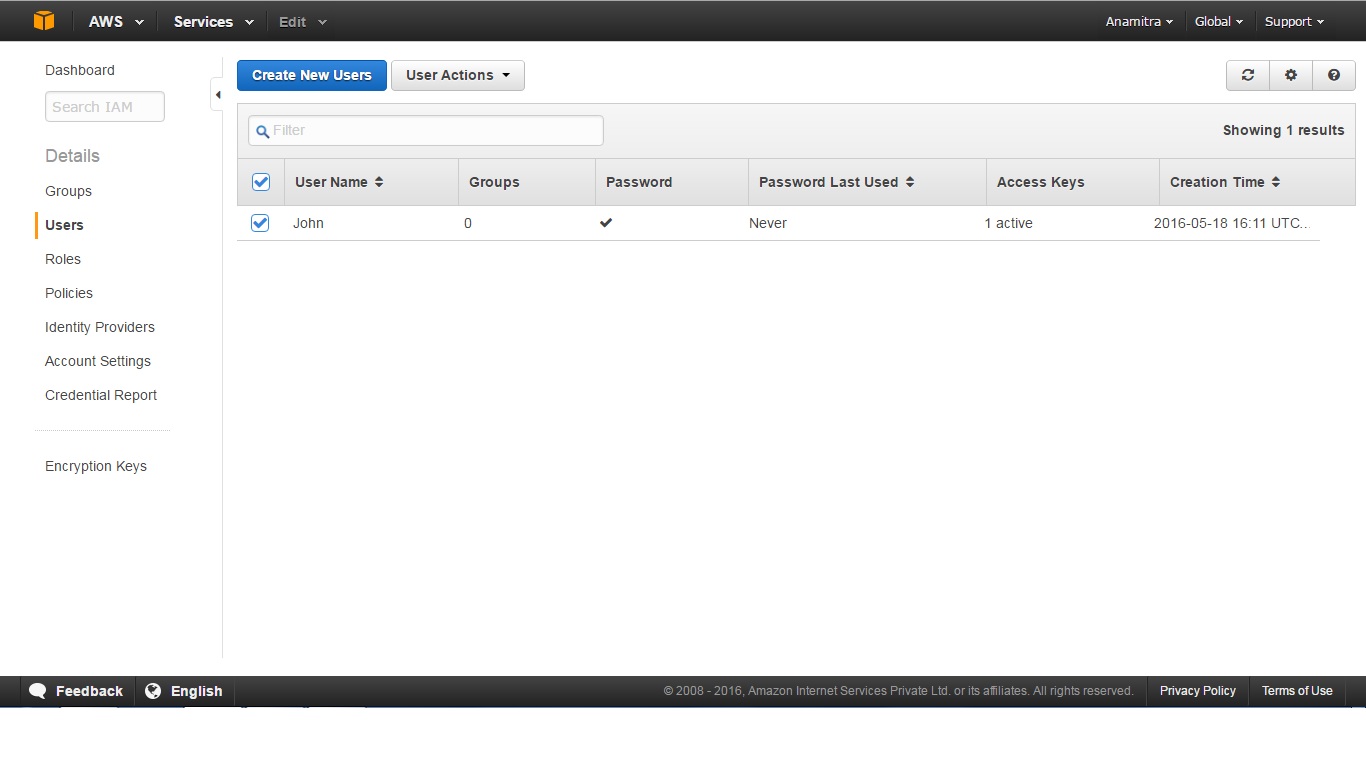 AWS Services Edit Anamitra Global Support
Dashboard
Search IAM
Details
Groups
Users
Roles
Policies
Identity Providers
Account Settings
Credential Report
Encryption Keys
Create New Users User Actions
Filter Showing 1 results
User Name Groups Password Password Last Used Access Keys Creation Time
John 0 Never 1 active 2016-05-18 16:11 UTC...
Feedback English © 2008 - 2016, Amazon Internet Services Private Ltd. or its affiliates. All rights reserved. Privacy Policy Terms of Use